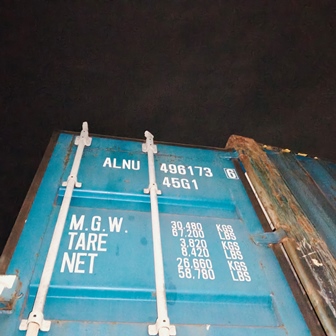 ALNU 496173 6
45G1
M.G.W. 30.480 KGS
67.200 LBS
TARE 3.820 KGS
8.420 LBS
NET 26.660 KGS
58.780 LBS